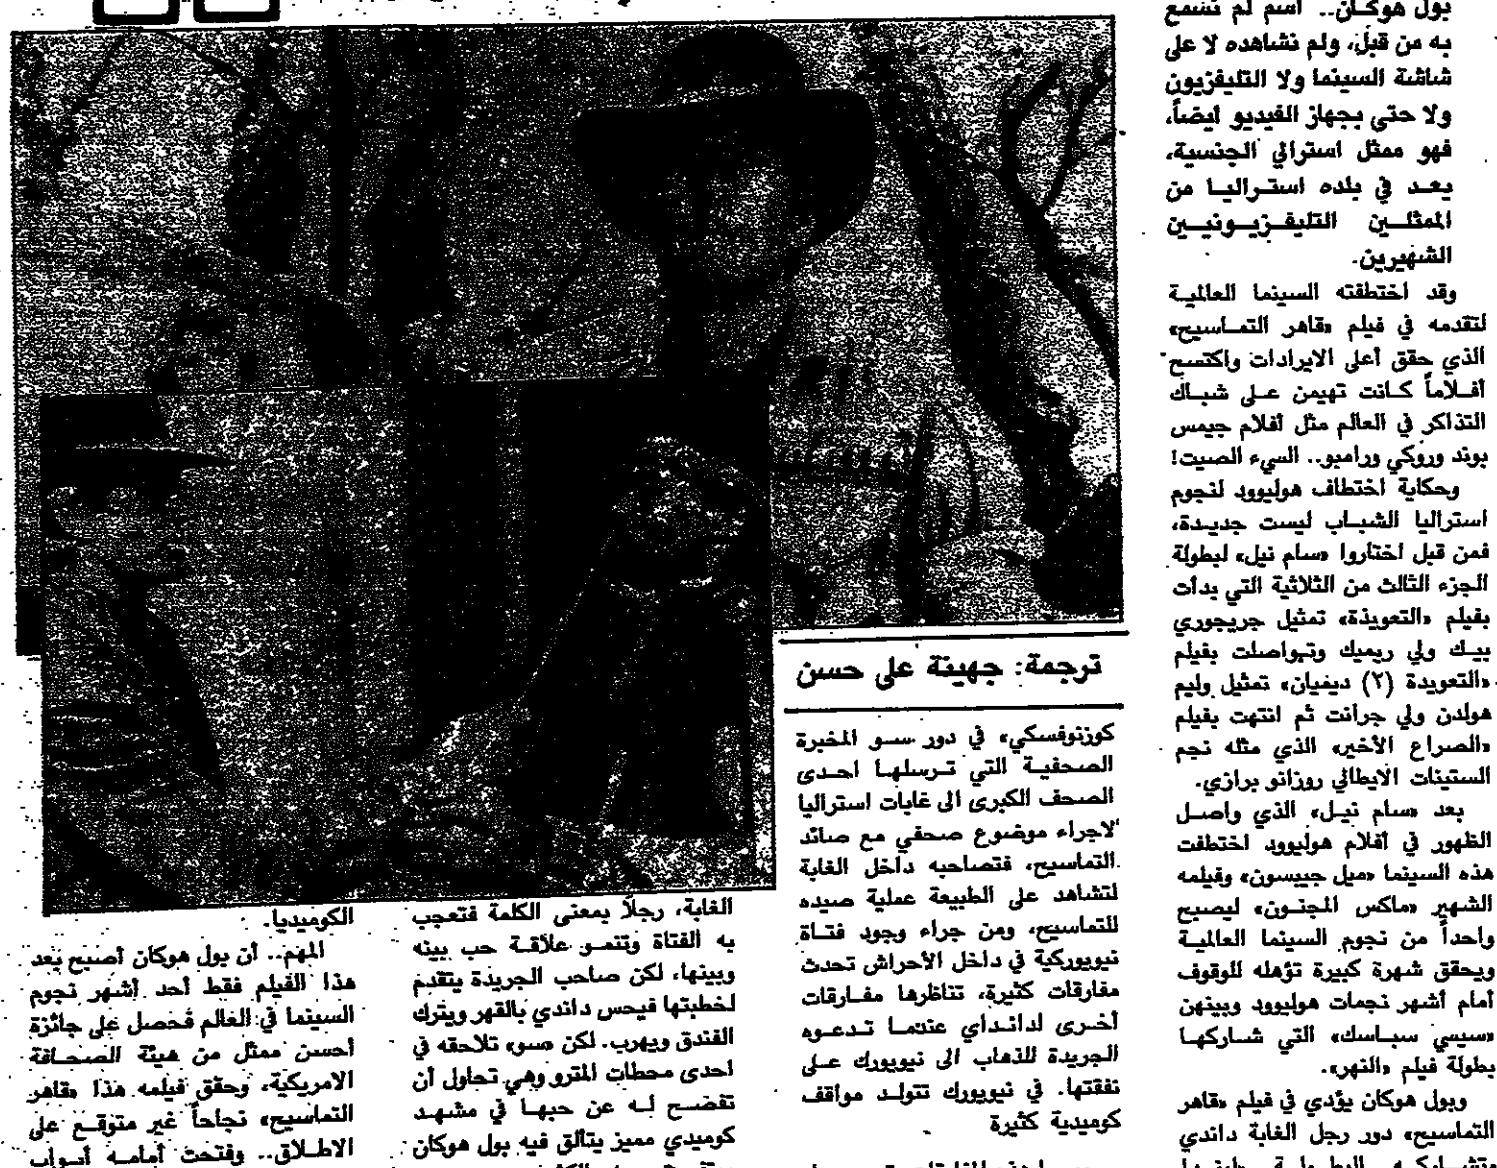 بول هوكان.. اسم لم نسمع
به من قبل، ولم نشاهده لا على
شاشة السينما ولا التليفزيون
ولا حتى بجهاز الفيديو ايضاً،
فهو ممثل استرالي الجنسية،
يعد في بلده استراليا من
الممثلين التليفزيونيين
الشهيرين.
وقد اختطفته السينما العالمية
لتقدمه في فيلم «قاهر التماسيح»
الذي حقق أعلى الايرادات واكتسح
أفلاماً كانت تهيمن على شباك
التذاكر في العالم مثل أفلام جيمس
بوند وروكي ورامبو.. السيء الصيت!
وحكاية اختطاف هوليوود لنجوم
استراليا الشباب ليست جديدة،
فمن قبل اختاروا «سام نيل» لبطولة
الجزء الثالث من الثلاثية التي بدأت
بفيلم «التعويذة» تمثيل جريجوري
بيك ولي ريميك وتواصلت بفيلم
«التعويذة (٢) ديميان» تمثيل وليم
هولدن ولي جرانت ثم انتهت بفيلم
«الصراع الأخير» الذي مثله نجم
الستينات الايطالي روزانو برازي.
بعد «سام نيل» الذي واصل
الظهور في أفلام هوليوود اختطفت
هذه السينما «ميل جيبسون» وفيلمه
الشهير «ماكس المجنون» ليصبح
واحداً من نجوم السينما العالمية
ويحقق شهرة كبيرة تؤهله للوقوف
أمام أشهر نجمات هوليوود وبينهن
«سيسي سباسك» التي شاركها
بطولة فيلم «النهر».
وبول هوكان يؤدي في فيلم «قاهر
التماسيح» دور رجل الغابة داندي
وتشاركه البطولة
ترجمة: جهينة علي حسن
كوزنوفسكي» في دور سو المخبرة
الصحفية التي ترسلها احدى
الصحف الكبرى الى غابات استراليا
لاجراء موضوع صحفي مع صائد
التماسيح، فتصاحبه داخل الغابة
لتشاهد على الطبيعة عملية صيده
للتماسيح، ومن جراء وجود فتاة
نيويوركية في داخل الأحراش تحدث
مفارقات كثيرة، تناظرها مفارقات
أخرى لدانداي عندما تدعوه
الجريدة للذهاب الى نيويورك على
نفقتها. في نيويورك تتولد مواقف
كوميدية كثيرة
الغابة، رجلاً بمعنى الكلمة فتعجب
به الفتاة وتنمو علاقة حب بينه
وبينها، لكن صاحب الجريدة يتقدم
لخطبتها فيحس داندي بالقهر ويترك
الفندق ويهرب. لكن «سو» تلاحقه في
احدى محطات المترو وهي تحاول أن
تفصح له عن حبها في مشهد
كوميدي مميز يتألق فيه بول هوكان
الكوميديا.
المهم.. أن بول هوكان أصبح بعد
هذا الفيلم فقط أحد أشهر نجوم
السينما في العالم فحصل على جائزة
أحسن ممثل من هيئة الصحافة
الامريكية، وحقق فيلمه هذا «قاهر
التماسيح» نجاحاً غير متوقع على
الاطلاق.. وفتحت أمامه أبواب